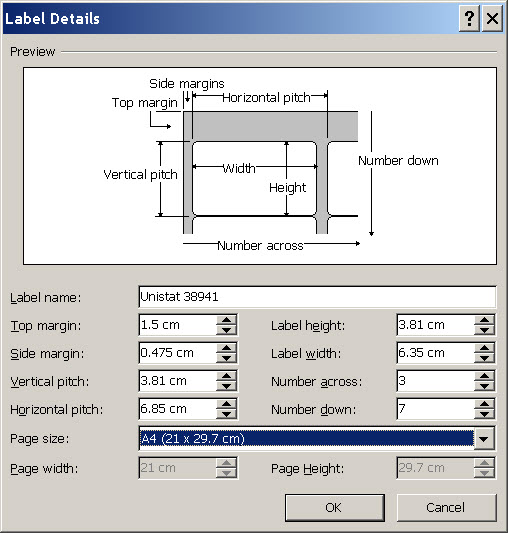 Label Details
Preview
Side margins
Horizontal pitch
Top margin
Number down
Vertical pitch
Width
Height
Number across
Label name: Unistat 38941
Top margin: 1.5 cm Label height: 3.81 cm
Side margin: 0.475 cm Label width: 6.35 cm
Vertical pitch: 3.81 cm Number across: 3
Horizontal pitch: 6.85 cm Number down: 7
Page size: A4 (21 x 29.7 cm)
Page width: 21 cm Page Height: 29.7 cm
OK Cancel